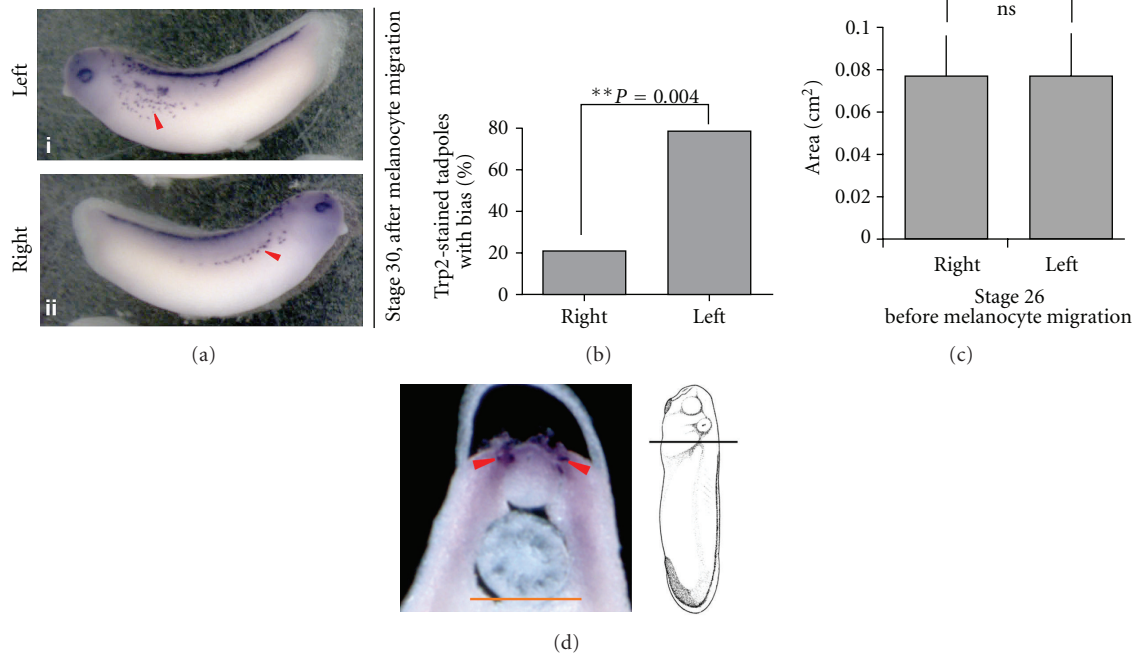 Left
i
Right
ii
(a)
Stage 30, after melanocyte migration
Trp2-stained tadpoles
with bias (%)
**P = 0.004
80
60
40
20
0
Right
Left
(b)
ns
Area (cm²)
0.1
0.08
0.06
0.04
0.02
0
Right
Left
Stage 26
before melanocyte migration
(c)
(d)